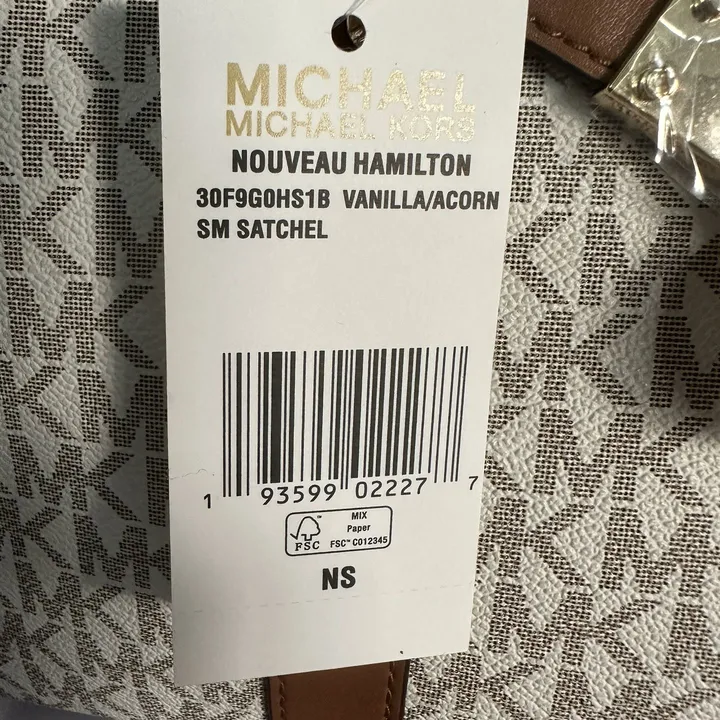 MICHAEL
MICHAEL KORS
NOUVEAU HAMILTON
30F9G0HS1B VANILLA/ACORN
SM SATCHEL
1 93599 02227 7
FSC™
MIX
Paper
FSC™ C012345
NS